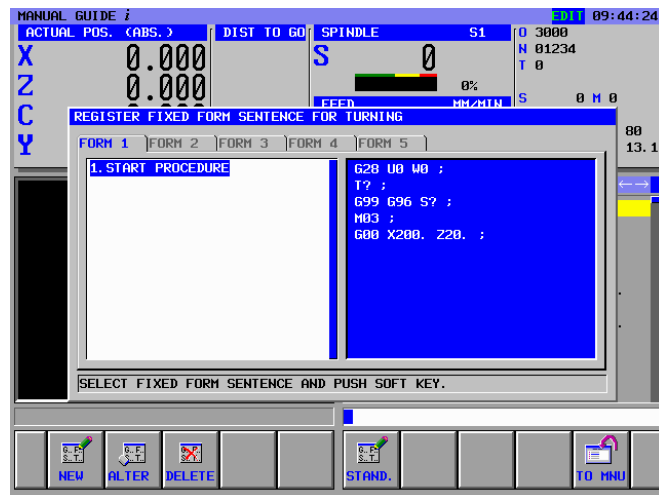 MANUAL GUIDE i EDIT 09:44:24
ACTUAL POS. (ABS.) DIST TO GO SPINDLE S1 O 3000
X 0.000 S 0 N 01234
T 0
Z 0.000 0%
FEED MM/MIN S 0 M 0
C
REGISTER FIXED FORM SENTENCE FOR TURNING
Y 80
FORM 1 FORM 2 FORM 3 FORM 4 FORM 5 13.1
1.START PROCEDURE G28 U0 W0 ;
T? ;
G99 G96 S? ;
M03 ;
G00 X200. Z20. ;
SELECT FIXED FORM SENTENCE AND PUSH SOFT KEY.
NEW ALTER DELETE STAND. TO MNU